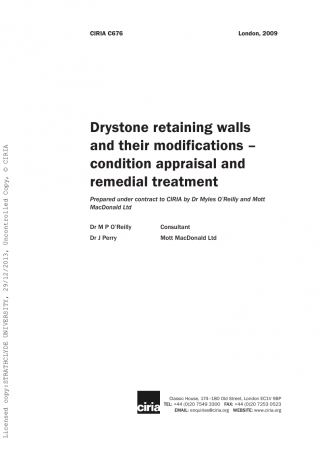 CIRIA C676 London, 2009
Drystone retaining walls
and their modifications –
condition appraisal and
remedial treatment
Prepared under contract to CIRIA by Dr Myles O'Reilly and Mott
MacDonald Ltd
Dr M P O'Reilly Consultant
Dr J Perry Mott MacDonald Ltd
ciria
Classic House, 174–180 Old Street, London EC1V 9BP
TEL: +44 (0)20 7549 3300 FAX: +44 (0)20 7253 0523
EMAIL: enquiries@ciria.org WEBSITE: www.ciria.org
Licensed copy:STRATHCLYDE UNIVERSITY, 29/12/2013, Uncontrolled Copy, © CIRIA